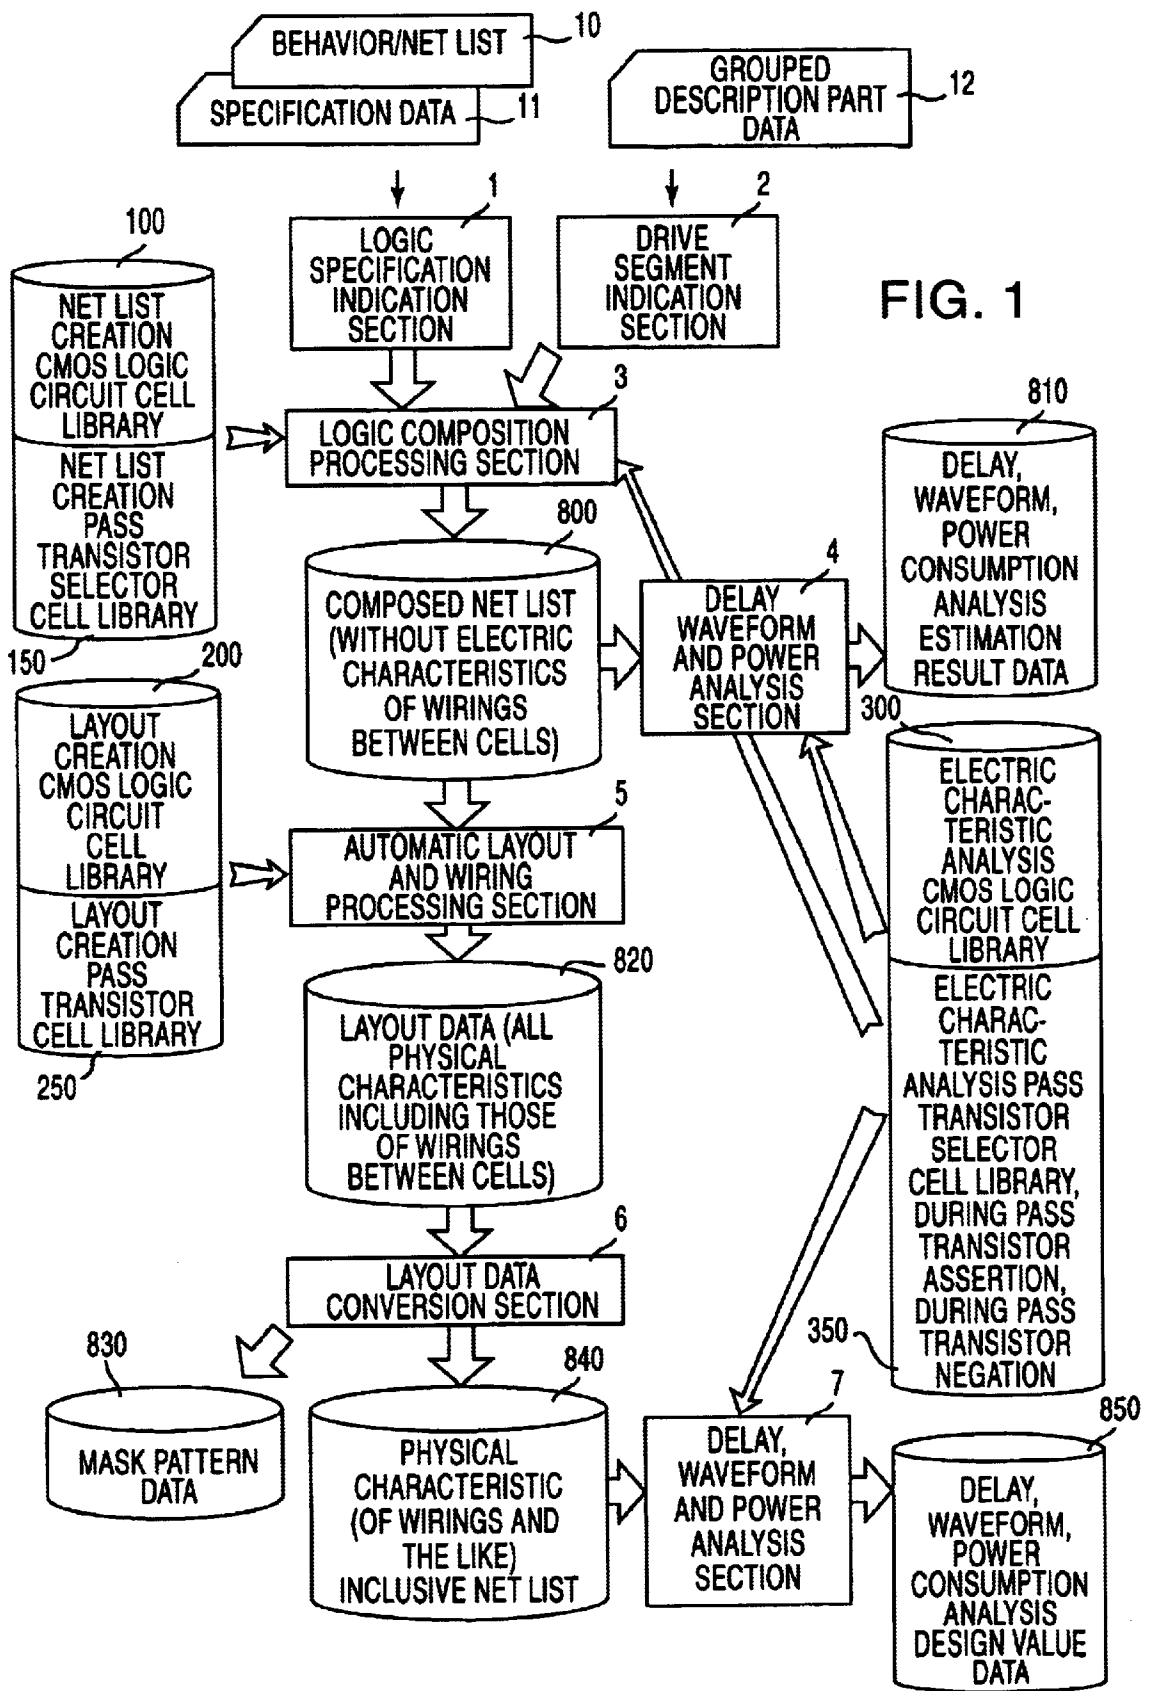 BEHAVIOR/NET LIST
10
SPECIFICATION DATA
11
GROUPED
DESCRIPTION PART
DATA
12
1
LOGIC
SPECIFICATION
INDICATION
SECTION
2
DRIVE
SEGMENT
INDICATION
SECTION
FIG. 1
100
NET LIST
CREATION
CMOS LOGIC
CIRCUIT CELL
LIBRARY
NET LIST
CREATION
PASS
TRANSISTOR
SELECTOR
CELL LIBRARY
150
3
LOGIC COMPOSITION
PROCESSING SECTION
800
COMPOSED NET LIST
(WITHOUT ELECTRIC
CHARACTERISTICS
OF WIRINGS
BETWEEN CELLS)
4
DELAY
WAVEFORM
AND POWER
ANALYSIS
SECTION
810
DELAY,
WAVEFORM,
POWER
CONSUMPTION
ANALYSIS
ESTIMATION
RESULT DATA
200
LAYOUT
CREATION
CMOS LOGIC
CIRCUIT
CELL
LIBRARY
LAYOUT
CREATION
PASS
TRANSISTOR
CELL LIBRARY
250
5
AUTOMATIC LAYOUT
AND WIRING
PROCESSING SECTION
300
ELECTRIC
CHARAC-
TERISTIC
ANALYSIS
CMOS LOGIC
CIRCUIT CELL
LIBRARY
ELECTRIC
CHARAC-
TERISTIC
ANALYSIS PASS
TRANSISTOR
SELECTOR
CELL LIBRARY,
DURING PASS
TRANSISTOR
ASSERTION,
DURING PASS
TRANSISTOR
NEGATION
350
820
LAYOUT DATA (ALL
PHYSICAL
CHARACTERISTICS
INCLUDING THOSE
OF WIRINGS
BETWEEN CELLS)
6
LAYOUT DATA
CONVERSION SECTION
830
MASK PATTERN
DATA
840
PHYSICAL
CHARACTERISTIC
(OF WIRINGS AND
THE LIKE)
INCLUSIVE NET LIST
7
DELAY,
WAVEFORM
AND POWER
ANALYSIS
SECTION
850
DELAY,
WAVEFORM,
POWER
CONSUMPTION
ANALYSIS
DESIGN VALUE
DATA